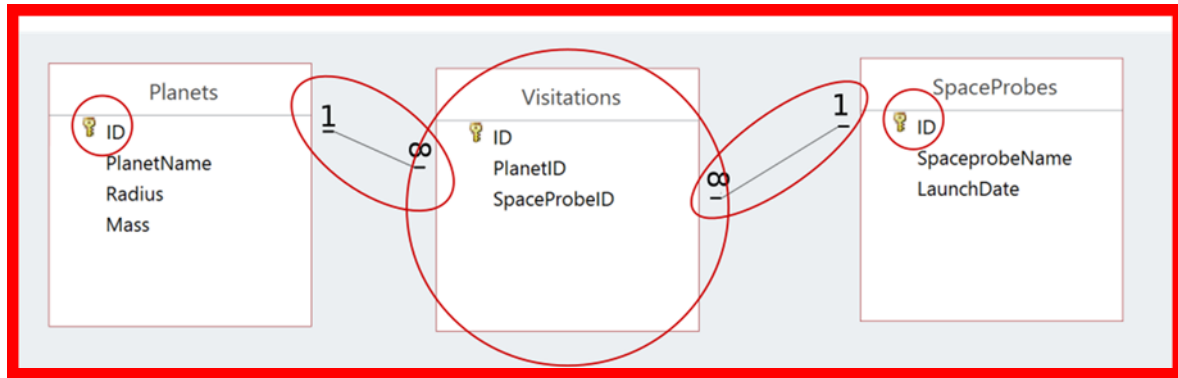 Planets
ID
PlanetName
Radius
Mass
1
∞
Visitations
ID
PlanetID
SpaceProbeID
∞
1
SpaceProbes
ID
SpaceprobeName
LaunchDate